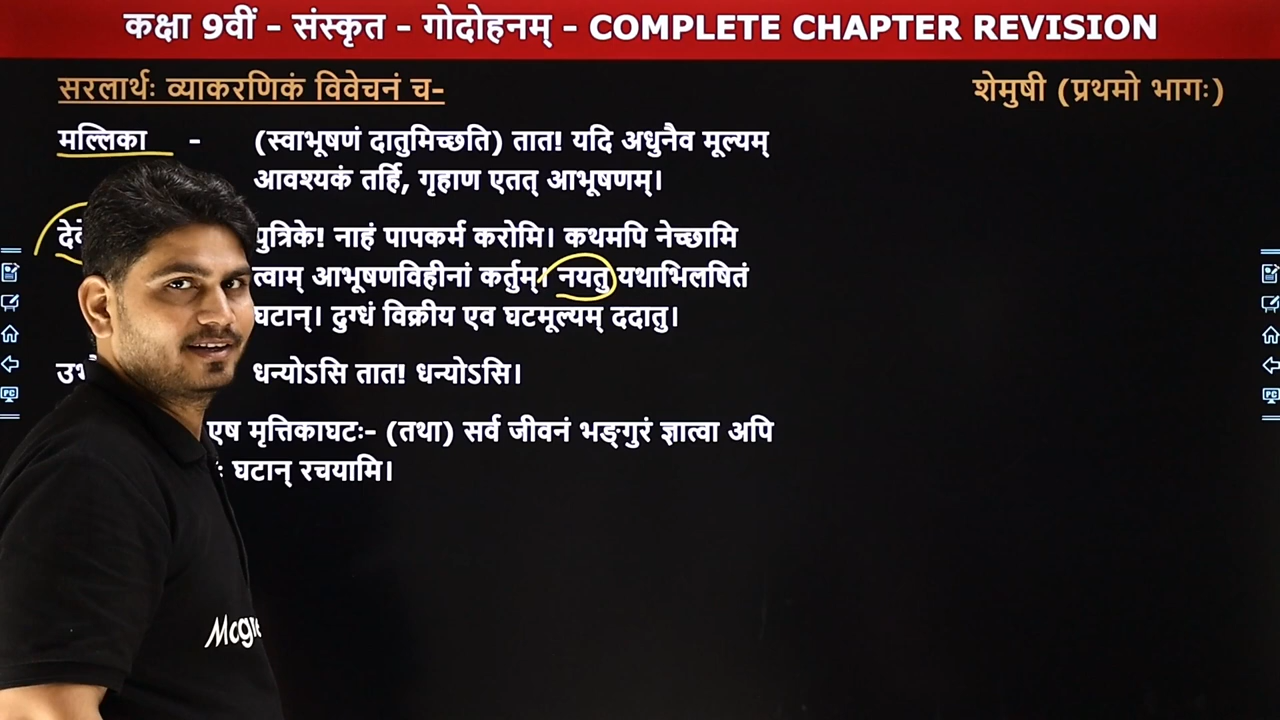 कक्षा 9वीं - संस्कृत - गोदोहनम् - COMPLETE CHAPTER REVISION
सरलार्थः व्याकरणिकं विवेचनं च-
शेमुषी (प्रथमो भागः)
मल्लिका - (स्वाभूषणं दातुमिच्छति) तात! यदि अधुनैव मूल्यम्
आवश्यकं तर्हि, गृहाण एतत् आभूषणम्।
पुत्रिके! नाहं पापकर्म करोमि। कथमपि नेच्छामि
त्वाम् आभूषणविहीनां कर्तुम्। नयतु यथाभिलषितं
घटान्। दुग्धं विक्रीय एव घटमूल्यम् ददातु।
धन्योऽसि तात! धन्योऽसि।
एष मृत्तिकाघटः- (तथा) सर्व जीवनं भङ्गुरं ज्ञात्वा अपि
घटान् रचयामि।
PC
PC